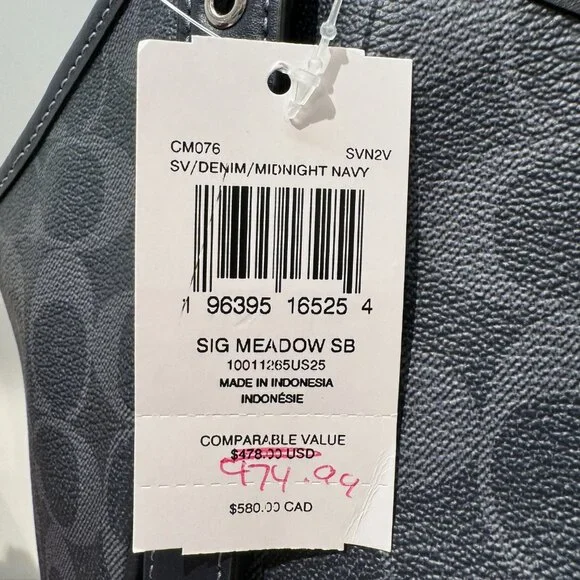 CM076 SVN2V
SV/DENIM/MIDNIGHT NAVY
1 96395 16525 4
SIG MEADOW SB
10011265US25
MADE IN INDONESIA
INDONÉSIE
COMPARABLE VALUE
$478.00 USD
474.99
$580.00 CAD